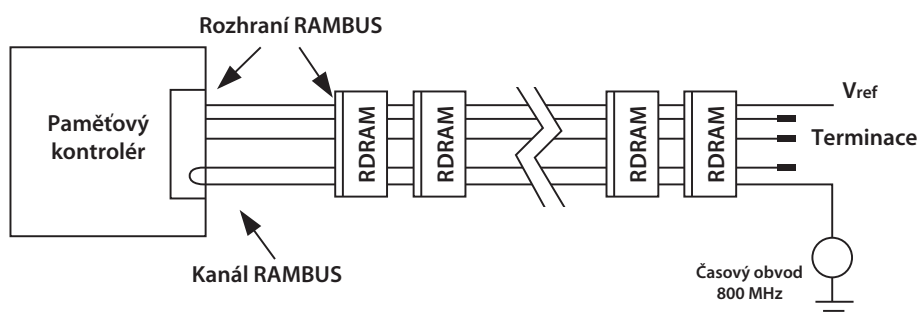 Rozhraní RAMBUS
Paměťový
kontrolér
RDRAM
RDRAM
RDRAM
RDRAM
Vref
Terminace
Kanál RAMBUS
Časový obvod
800 MHz